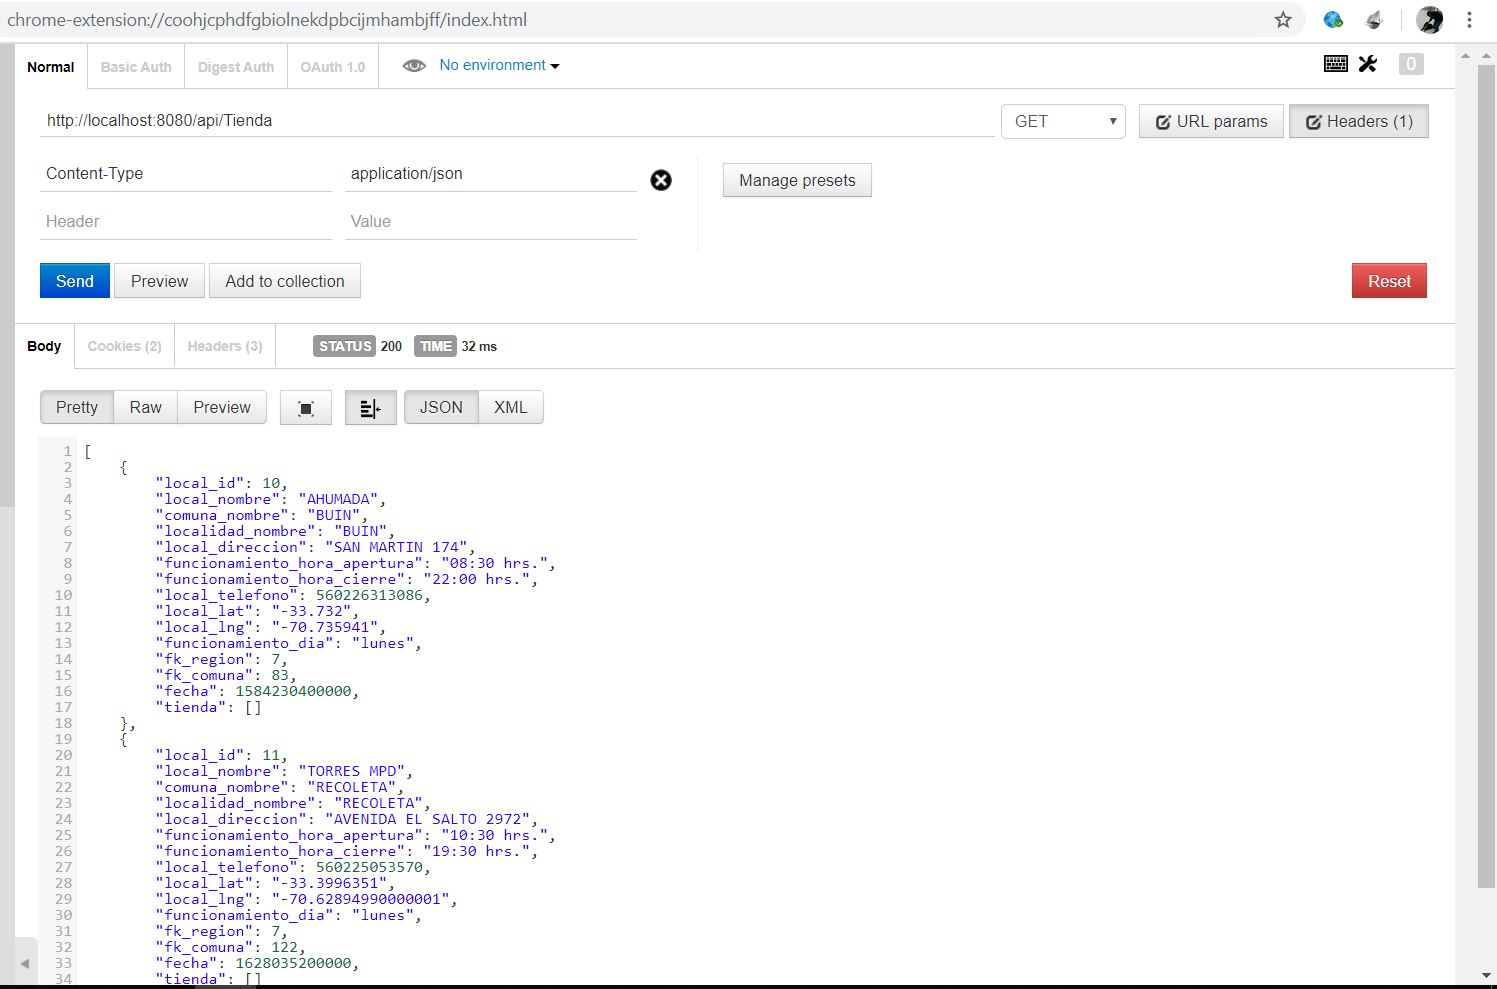 chrome-extension://coohjcphdfgbiolnekdpbcijmhambjff/index.html
Normal Basic Auth Digest Auth OAuth 1.0 No environment 0
http://localhost:8080/api/Tienda GET URL params Headers (1)
Content-Type application/json Manage presets
Header Value
Send Preview Add to collection Reset
Body Cookies (2) Headers (3) STATUS 200 TIME 32 ms
Pretty Raw Preview JSON XML
1 [
2 {
3 "local_id": 10,
4 "local_nombre": "AHUMADA",
5 "comuna_nombre": "BUIN",
6 "localidad_nombre": "BUIN",
7 "local_direccion": "SAN MARTIN 174",
8 "funcionamiento_hora_apertura": "08:30 hrs.",
9 "funcionamiento_hora_cierre": "22:00 hrs.",
10 "local_telefono": 560226313086,
11 "local_lat": "-33.732",
12 "local_lng": "-70.735941",
13 "funcionamiento_dia": "lunes",
14 "fk_region": 7,
15 "fk_comuna": 83,
16 "fecha": 1584230400000,
17 "tienda": []
18 },
19 {
20 "local_id": 11,
21 "local_nombre": "TORRES MPD",
22 "comuna_nombre": "RECOLETA",
23 "localidad_nombre": "RECOLETA",
24 "local_direccion": "AVENIDA EL SALTO 2972",
25 "funcionamiento_hora_apertura": "10:30 hrs.",
26 "funcionamiento_hora_cierre": "19:30 hrs.",
27 "local_telefono": 560225053570,
28 "local_lat": "-33.3996351",
29 "local_lng": "-70.62894990000001",
30 "funcionamiento_dia": "lunes",
31 "fk_region": 7,
32 "fk_comuna": 122,
33 "fecha": 1628035200000,
34 "tienda": []